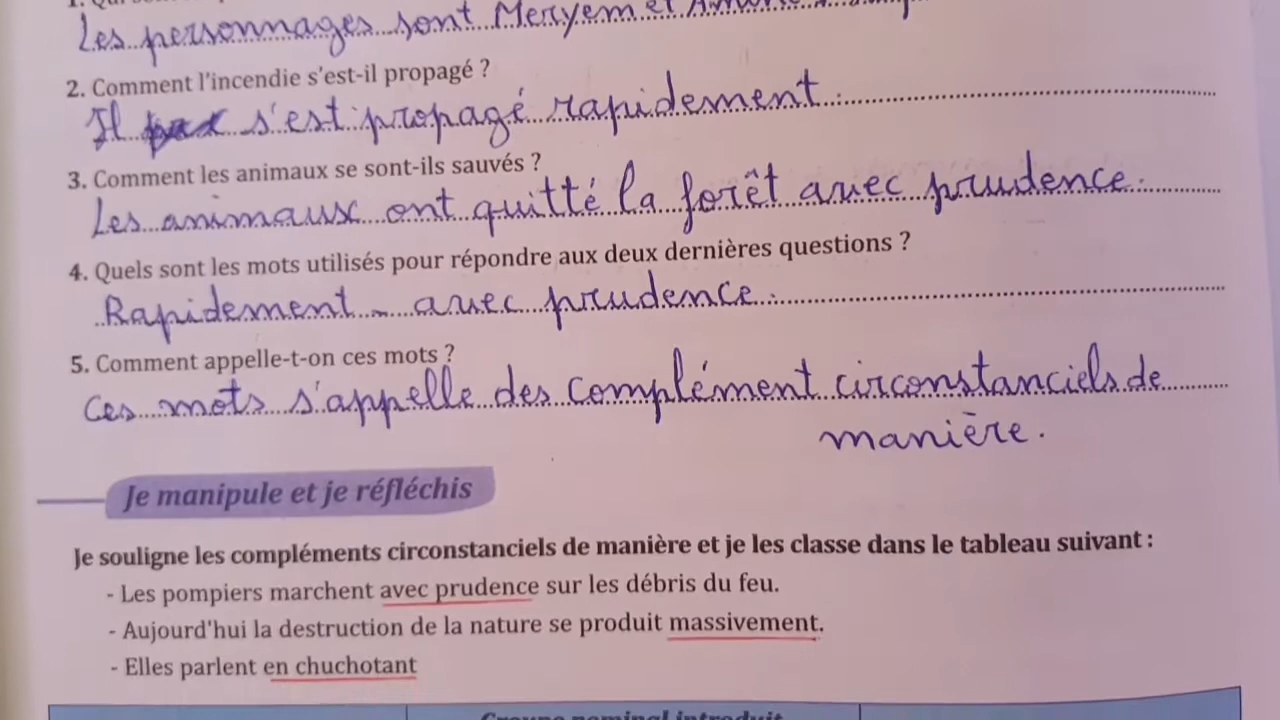 Les personnages sont Meryem et
2. Comment l'incendie s'est-il propagé ?
Il s'est propagé rapidement.
3. Comment les animaux se sont-ils sauvés ?
Les animaux ont quitté la forêt avec prudence.
4. Quels sont les mots utilisés pour répondre aux deux dernières questions ?
Rapidement - avec prudence.
5. Comment appelle-t-on ces mots ?
Ces mots s'appelle des complément circonstanciels de
manière.
Je manipule et je réfléchis
Je souligne les compléments circonstanciels de manière et je les classe dans le tableau suivant :
- Les pompiers marchent avec prudence sur les débris du feu.
- Aujourd'hui la destruction de la nature se produit massivement.
- Elles parlent en chuchotant
Groupe nominal introduit